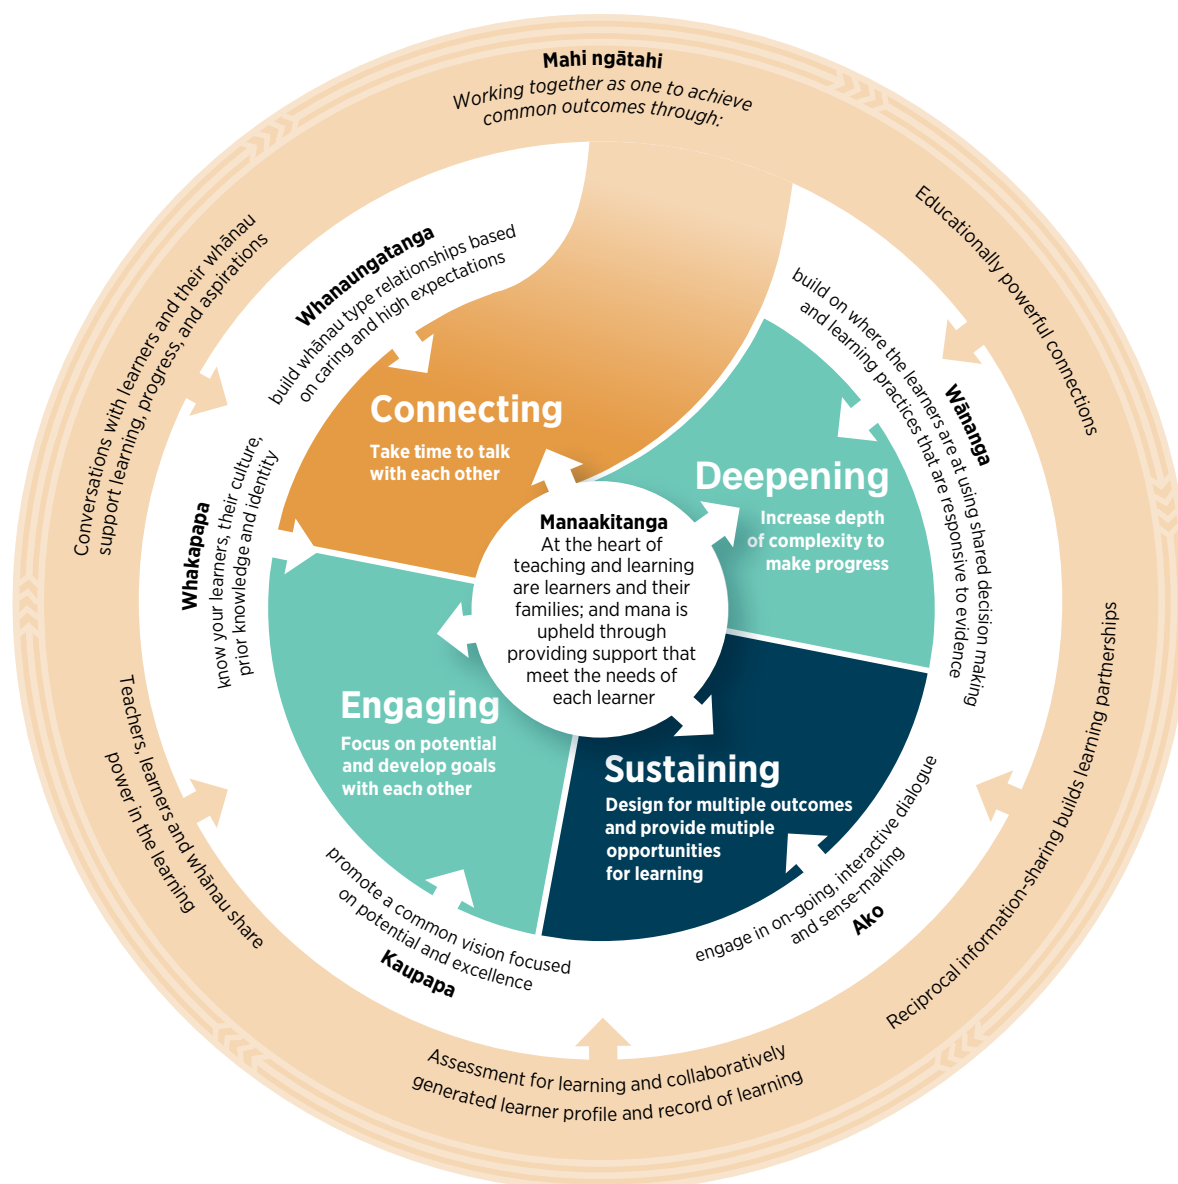 Mahi ngātahi
Working together as one to achieve
common outcomes through:
Educationally powerful connections
Reciprocal information-sharing builds learning partnerships
Assessment for learning and collaboratively
generated learner profile and record of learning
Teachers, learners and whānau share
power in the learning
Conversations with learners and their whānau
support learning, progress, and aspirations
Whanaungatanga
build whānau type relationships based
on caring and high expectations
Wānanga
build on where the learners are at using shared decision making
and learning practices that are responsive to evidence
Ako
engage in on-going, interactive dialogue
and sense-making
Kaupapa
promote a common vision focused
on potential and excellence
Whakapapa
know your learners, their culture,
prior knowledge and identity
Connecting
Take time to talk
with each other
Deepening
Increase depth
of complexity to
make progress
Sustaining
Design for multiple outcomes
and provide mutiple
opportunities
for learning
Engaging
Focus on potential
and develop goals
with each other
Manaakitanga
At the heart of
teaching and learning
are learners and their
families; and mana is
upheld through
providing support that
meet the needs of
each learner